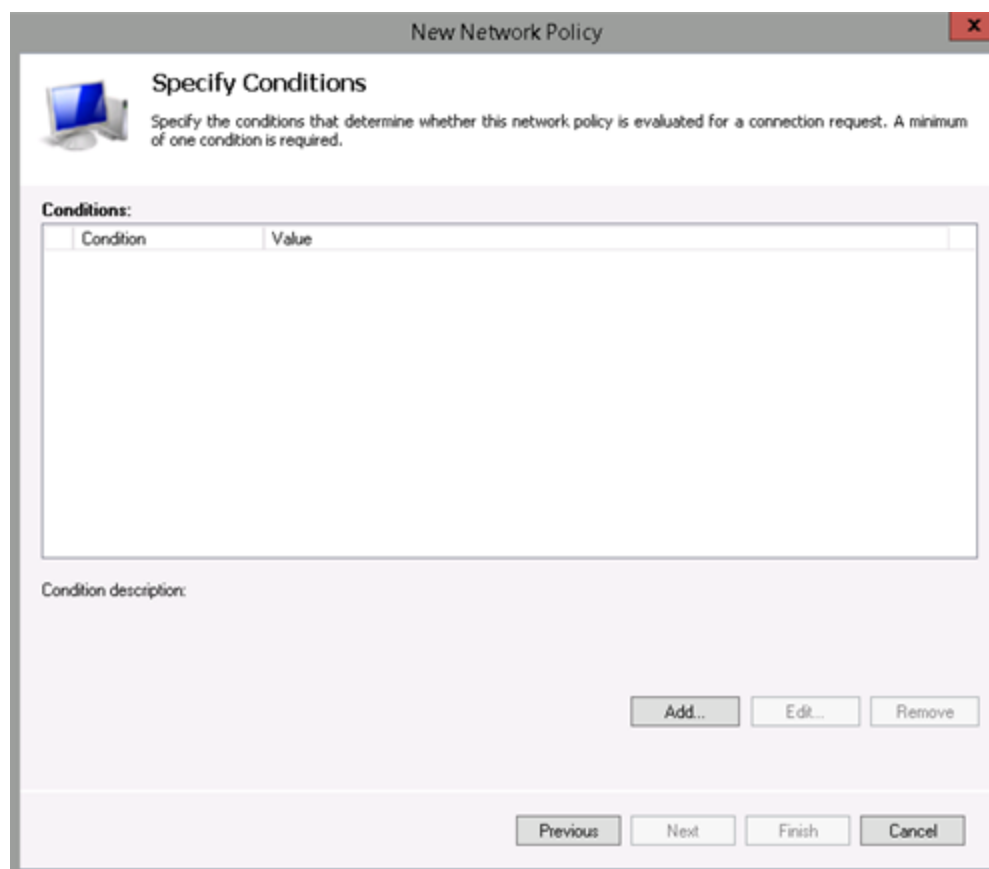 New Network Policy
x
Specify Conditions
Specify the conditions that determine whether this network policy is evaluated for a connection request. A minimum
of one condition is required.
Conditions:
Condition Value
Condition description:
Add... Edit... Remove
Previous Next Finish Cancel